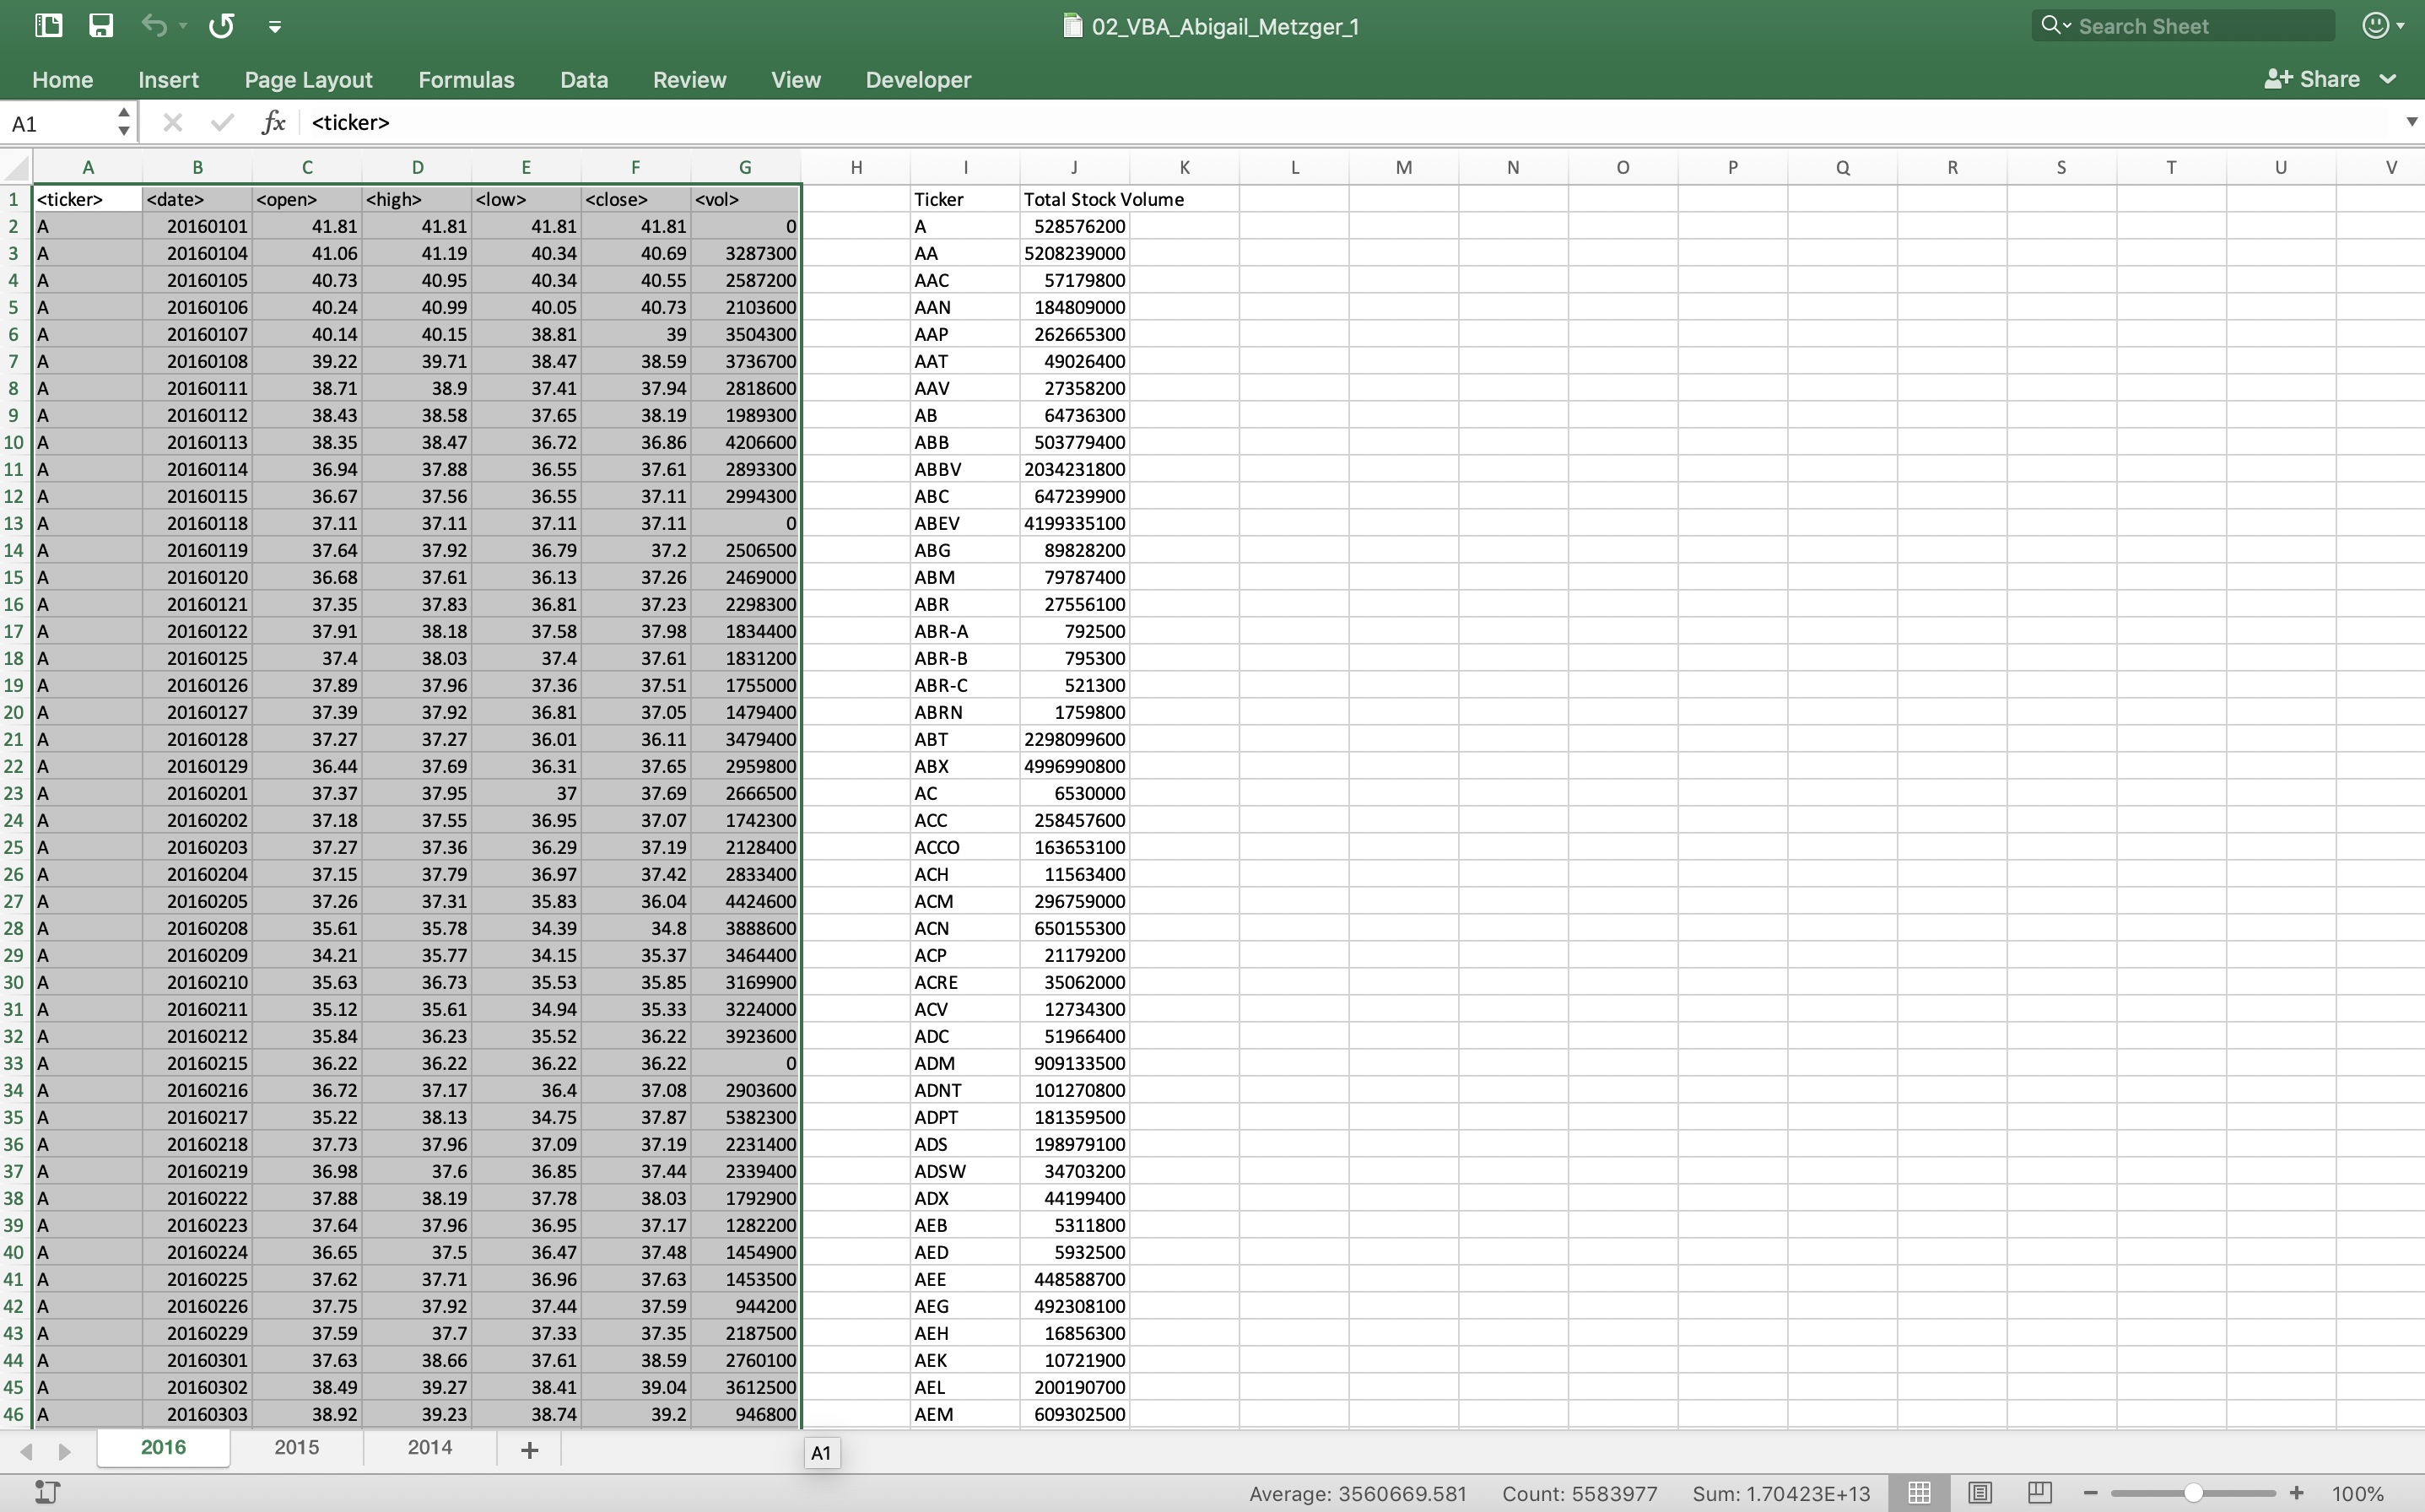 02_VBA_Abigail_Metzger_1
Search Sheet
Home Insert Page Layout Formulas Data Review View Developer Share
A1 fx <ticker>
A B C D E F G H I J K L M N O P Q R S T U V
1 <ticker> <date> <open> <high> <low> <close> <vol> Ticker Total Stock Volume
2 A 20160101 41.81 41.81 41.81 41.81 0 A 528576200
3 A 20160104 41.06 41.19 40.34 40.69 3287300 AA 5208239000
4 A 20160105 40.73 40.95 40.34 40.55 2587200 AAC 57179800
5 A 20160106 40.24 40.99 40.05 40.73 2103600 AAN 184809000
6 A 20160107 40.14 40.15 38.81 39 3504300 AAP 262665300
7 A 20160108 39.22 39.71 38.47 38.59 3736700 AAT 49026400
8 A 20160111 38.71 38.9 37.41 37.94 2818600 AAV 27358200
9 A 20160112 38.43 38.58 37.65 38.19 1989300 AB 64736300
10 A 20160113 38.35 38.47 36.72 36.86 4206600 ABB 503779400
11 A 20160114 36.94 37.88 36.55 37.61 2893300 ABBV 2034231800
12 A 20160115 36.67 37.56 36.55 37.11 2994300 ABC 647239900
13 A 20160118 37.11 37.11 37.11 37.11 0 ABEV 4199335100
14 A 20160119 37.64 37.92 36.79 37.2 2506500 ABG 89828200
15 A 20160120 36.68 37.61 36.13 37.26 2469000 ABM 79787400
16 A 20160121 37.35 37.83 36.81 37.23 2298300 ABR 27556100
17 A 20160122 37.91 38.18 37.58 37.98 1834400 ABR-A 792500
18 A 20160125 37.4 38.03 37.4 37.61 1831200 ABR-B 795300
19 A 20160126 37.89 37.96 37.36 37.51 1755000 ABR-C 521300
20 A 20160127 37.39 37.92 36.81 37.05 1479400 ABRN 1759800
21 A 20160128 37.27 37.27 36.01 36.11 3479400 ABT 2298099600
22 A 20160129 36.44 37.69 36.31 37.65 2959800 ABX 4996990800
23 A 20160201 37.37 37.95 37 37.69 2666500 AC 6530000
24 A 20160202 37.18 37.55 36.95 37.07 1742300 ACC 258457600
25 A 20160203 37.27 37.36 36.29 37.19 2128400 ACCO 163653100
26 A 20160204 37.15 37.79 36.97 37.42 2833400 ACH 11563400
27 A 20160205 37.26 37.31 35.83 36.04 4424600 ACM 296759000
28 A 20160208 35.61 35.78 34.39 34.8 3888600 ACN 650155300
29 A 20160209 34.21 35.77 34.15 35.37 3464400 ACP 21179200
30 A 20160210 35.63 36.73 35.53 35.85 3169900 ACRE 35062000
31 A 20160211 35.12 35.61 34.94 35.33 3224000 ACV 12734300
32 A 20160212 35.84 36.23 35.52 36.22 3923600 ADC 51966400
33 A 20160215 36.22 36.22 36.22 36.22 0 ADM 909133500
34 A 20160216 36.72 37.17 36.4 37.08 2903600 ADNT 101270800
35 A 20160217 35.22 38.13 34.75 37.87 5382300 ADPT 181359500
36 A 20160218 37.73 37.96 37.09 37.19 2231400 ADS 198979100
37 A 20160219 36.98 37.6 36.85 37.44 2339400 ADSW 34703200
38 A 20160222 37.88 38.19 37.78 38.03 1792900 ADX 44199400
39 A 20160223 37.64 37.96 36.95 37.17 1282200 AEB 5311800
40 A 20160224 36.65 37.5 36.47 37.48 1454900 AED 5932500
41 A 20160225 37.62 37.71 36.96 37.63 1453500 AEE 448588700
42 A 20160226 37.75 37.92 37.44 37.59 944200 AEG 492308100
43 A 20160229 37.59 37.7 37.33 37.35 2187500 AEH 16856300
44 A 20160301 37.63 38.66 37.61 38.59 2760100 AEK 10721900
45 A 20160302 38.49 39.27 38.41 39.04 3612500 AEL 200190700
46 A 20160303 38.92 39.23 38.74 39.2 946800 AEM 609302500
2016 2015 2014 + A1
Average: 3560669.581 Count: 5583977 Sum: 1.70423E+13 100%